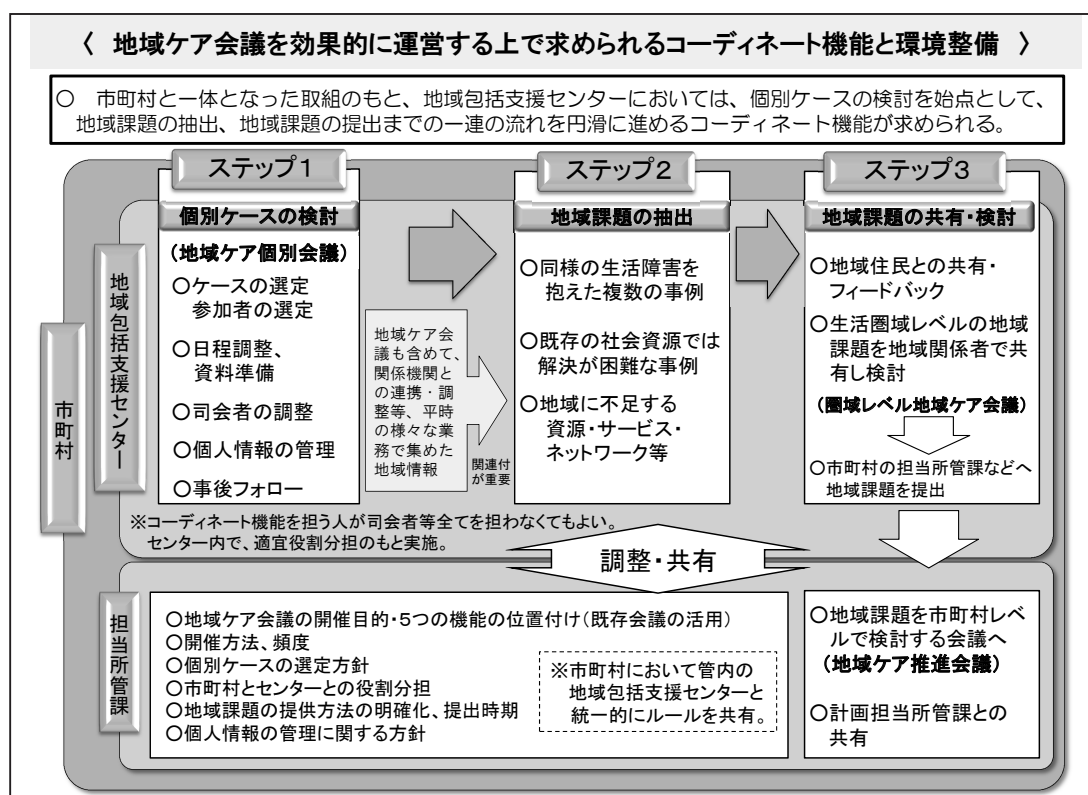 〈 地域ケア会議を効果的に運営する上で求められるコーディネート機能と環境整備 〉
○ 市町村と一体となった取組のもと、地域包括支援センターにおいては、個別ケースの検討を始点として、
地域課題の抽出、地域課題の提出までの一連の流れを円滑に進めるコーディネート機能が求められる。
市町村
地域包括支援センター
ステップ1
個別ケースの検討
(地域ケア個別会議)
○ケースの選定
参加者の選定
○日程調整、
資料準備
○司会者の調整
○個人情報の管理
○事後フォロー
地域ケア会
議も含めて、
関係機関と
の連携・調
整等、平時
の様々な業
務で集めた
地域情報
関連付
が重要
ステップ2
地域課題の抽出
○同様の生活障害を
抱えた複数の事例
○既存の社会資源では
解決が困難な事例
○地域に不足する
資源・サービス・
ネットワーク等
ステップ3
地域課題の共有・検討
○地域住民との共有・
フィードバック
○生活圏域レベルの地域
課題を地域関係者で共
有し検討
(圏域レベル地域ケア会議)
○市町村の担当所管課などへ
地域課題を提出
※コーディネート機能を担う人が司会者等全てを担わなくてもよい。
センター内で、適宜役割分担のもと実施。
調整・共有
担当所管課
○地域ケア会議の開催目的・5つの機能の位置付け(既存会議の活用)
○開催方法、頻度
○個別ケースの選定方針
○市町村とセンターとの役割分担
○地域課題の提供方法の明確化、提出時期
○個人情報の管理に関する方針
※市町村において管内の
地域包括支援センターと
統一的にルールを共有。
○地域課題を市町村レベ
ルで検討する会議へ
(地域ケア推進会議)
○計画担当所管課との
共有